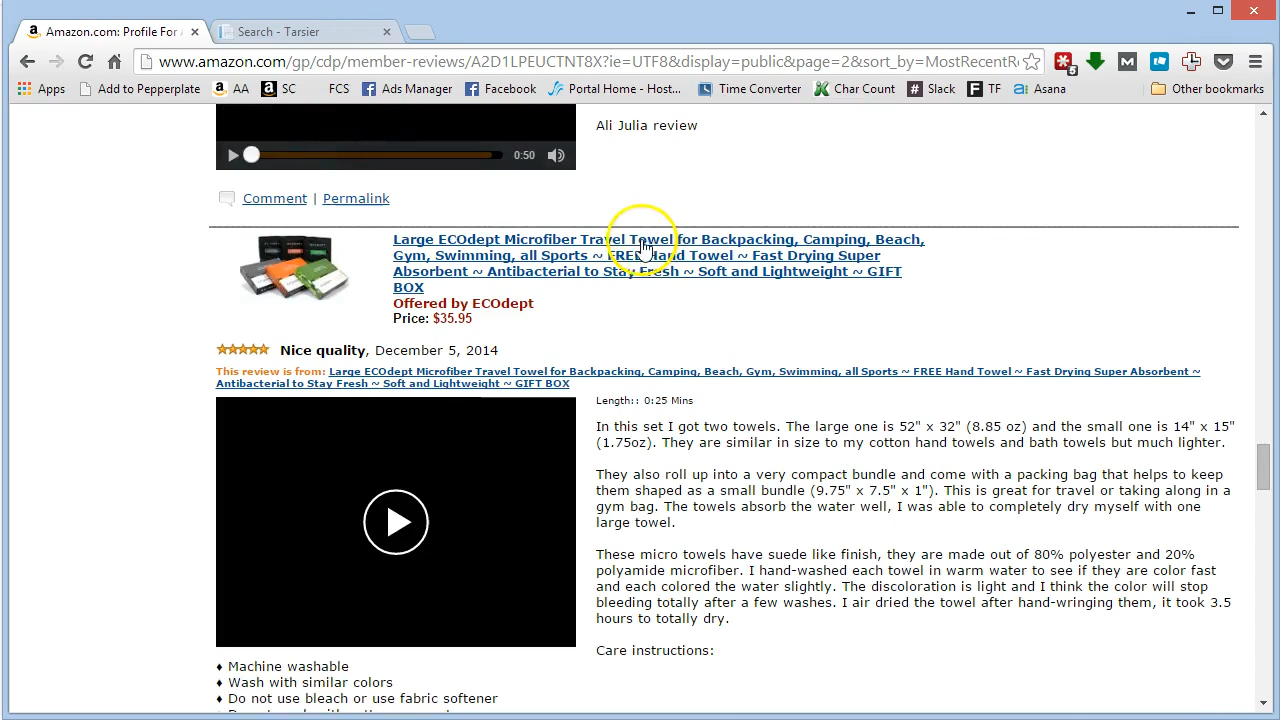 Amazon.com: Profile For
Search - Tarsier
www.amazon.com/gp/cdp/member-reviews/A2D1LPEUCTNT8X?ie=UTF8&display=public&page=2&sort_by=MostRecentR
5
Apps Add to Pepperplate AA SC FCS Ads Manager Facebook Portal Home - Host... Time Converter Char Count Slack TF Asana Other bookmarks
Ali Julia review
0:50
Comment | Permalink
Large ECOdept Microfiber Travel Towel for Backpacking, Camping, Beach,
Gym, Swimming, all Sports ~ FREE Hand Towel ~ Fast Drying Super
Absorbent ~ Antibacterial to Stay Fresh ~ Soft and Lightweight ~ GIFT
BOX
Offered by ECOdept
Price: $35.95
Nice quality, December 5, 2014
This review is from: Large ECOdept Microfiber Travel Towel for Backpacking, Camping, Beach, Gym, Swimming, all Sports ~ FREE Hand Towel ~ Fast Drying Super Absorbent ~
Antibacterial to Stay Fresh ~ Soft and Lightweight ~ GIFT BOX
Length:: 0:25 Mins
In this set I got two towels. The large one is 52" x 32" (8.85 oz) and the small one is 14" x 15"
(1.75oz). They are similar in size to my cotton hand towels and bath towels but much lighter.
They also roll up into a very compact bundle and come with a packing bag that helps to keep
them shaped as a small bundle (9.75" x 7.5" x 1"). This is great for travel or taking along in a
gym bag. The towels absorb the water well, I was able to completely dry myself with one
large towel.
These micro towels have suede like finish, they are made out of 80% polyester and 20%
polyamide microfiber. I hand-washed each towel in warm water to see if they are color fast
and each colored the water slightly. The discoloration is light and I think the color will stop
bleeding totally after a few washes. I air dried the towel after hand-wringing them, it took 3.5
hours to totally dry.
Care instructions:
♦ Machine washable
♦ Wash with similar colors
♦ Do not use bleach or use fabric softener